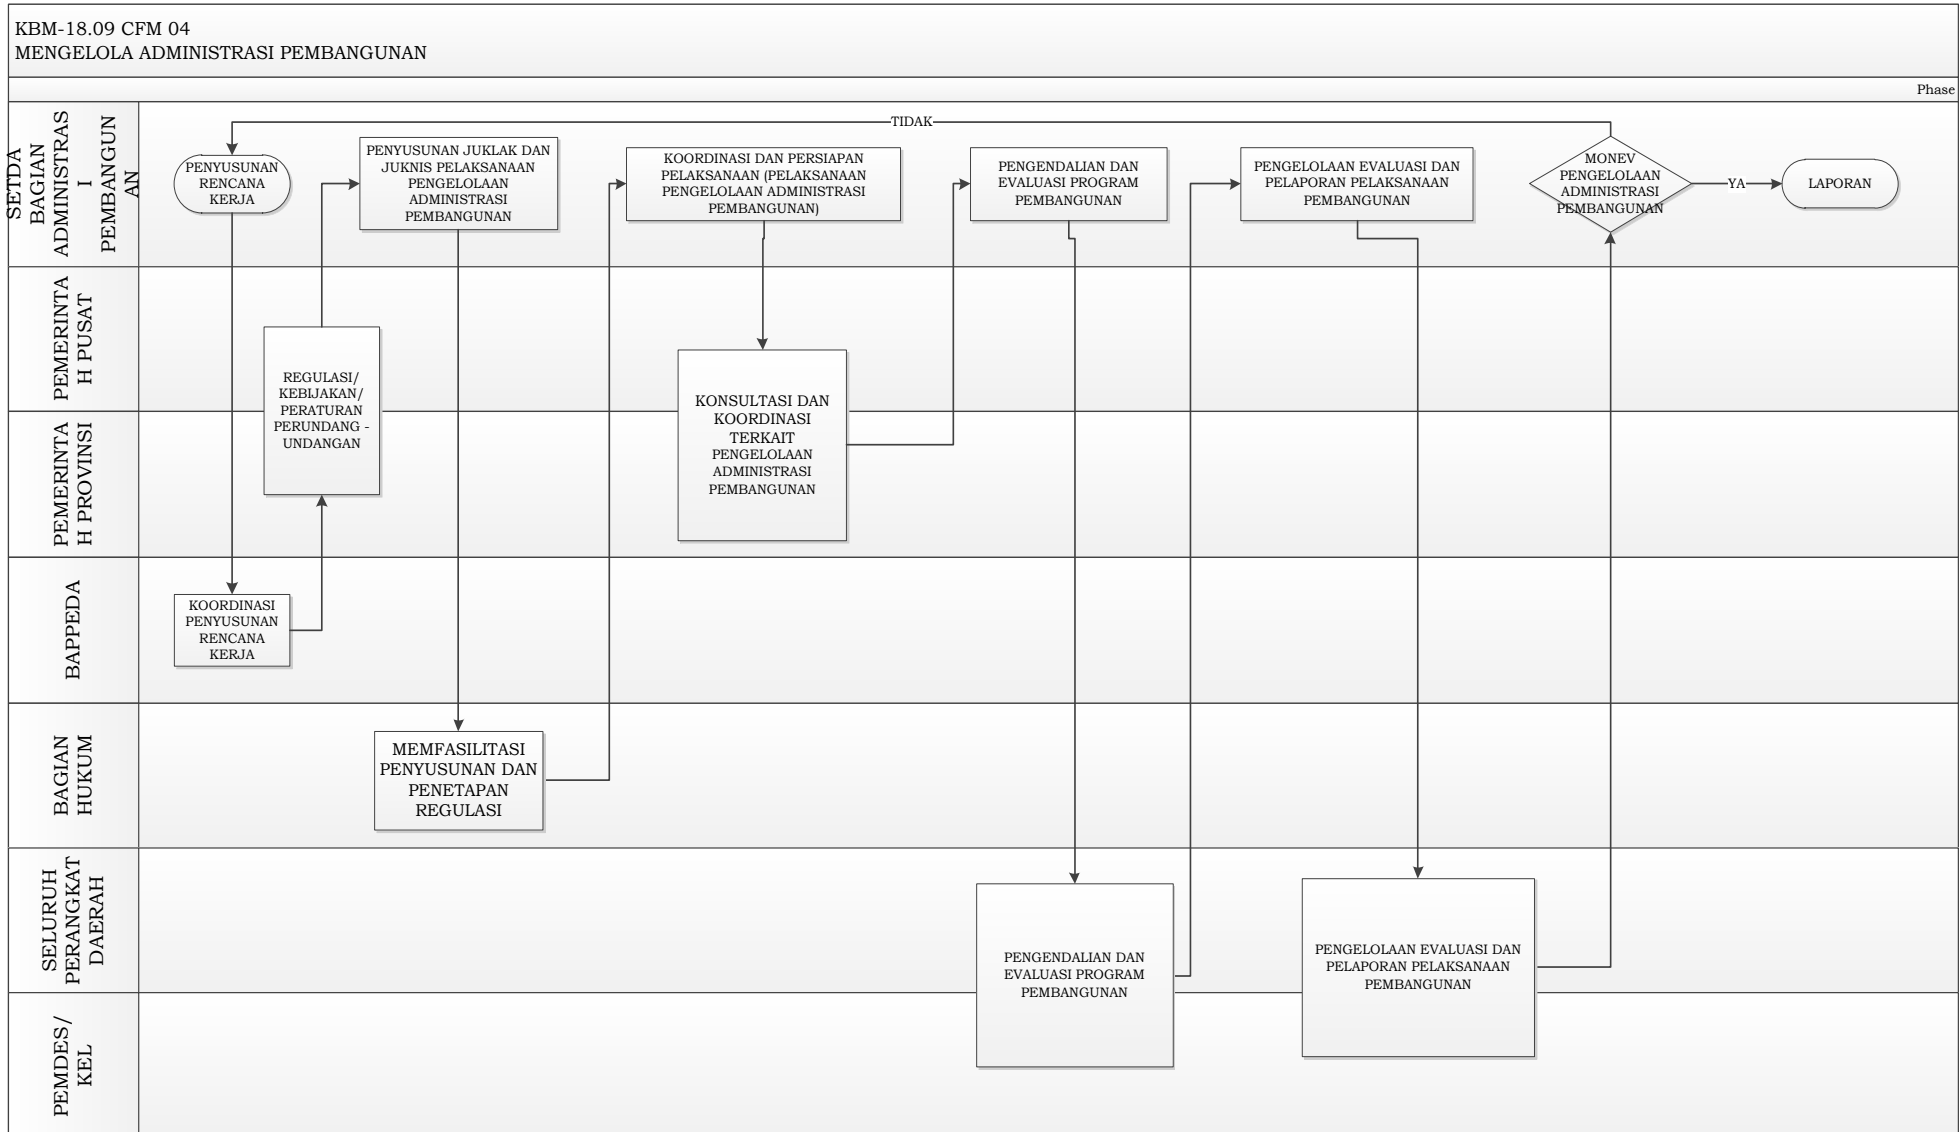 KBM-18.09 CFM 04
MENGELOLA ADMINISTRASI PEMBANGUNAN
Phase
SETDA
BAGIAN
ADMINISTRAS
I
PEMBANGUN
AN
TIDAK
PENYUSUNAN
RENCANA
KERJA
PENYUSUNAN JUKLAK DAN
JUKNIS PELAKSANAAN
PENGELOLAAN
ADMINISTRASI
PEMBANGUNAN
KOORDINASI DAN PERSIAPAN
PELAKSANAAN (PELAKSANAAN
PENGELOLAAN ADMINISTRASI
PEMBANGUNAN)
PENGENDALIAN DAN
EVALUASI PROGRAM
PEMBANGUNAN
PENGELOLAAN EVALUASI DAN
PELAPORAN PELAKSANAAN
PEMBANGUNAN
MONEV
PENGELOLAAN
ADMINISTRASI
PEMBANGUNAN
YA
LAPORAN
PEMERINTA
H PUSAT
REGULASI/
KEBIJAKAN/
PERATURAN
PERUNDANG -
UNDANGAN
KONSULTASI DAN
KOORDINASI
TERKAIT
PENGELOLAAN
ADMINISTRASI
PEMBANGUNAN
PEMERINTA
H PROVINSI
BAPPEDA
KOORDINASI
PENYUSUNAN
RENCANA
KERJA
BAGIAN
HUKUM
MEMFASILITASI
PENYUSUNAN DAN
PENETAPAN
REGULASI
SELURUH
PERANGKAT
DAERAH
PENGENDALIAN DAN
EVALUASI PROGRAM
PEMBANGUNAN
PENGELOLAAN EVALUASI DAN
PELAPORAN PELAKSANAAN
PEMBANGUNAN
PEMDES/
KEL